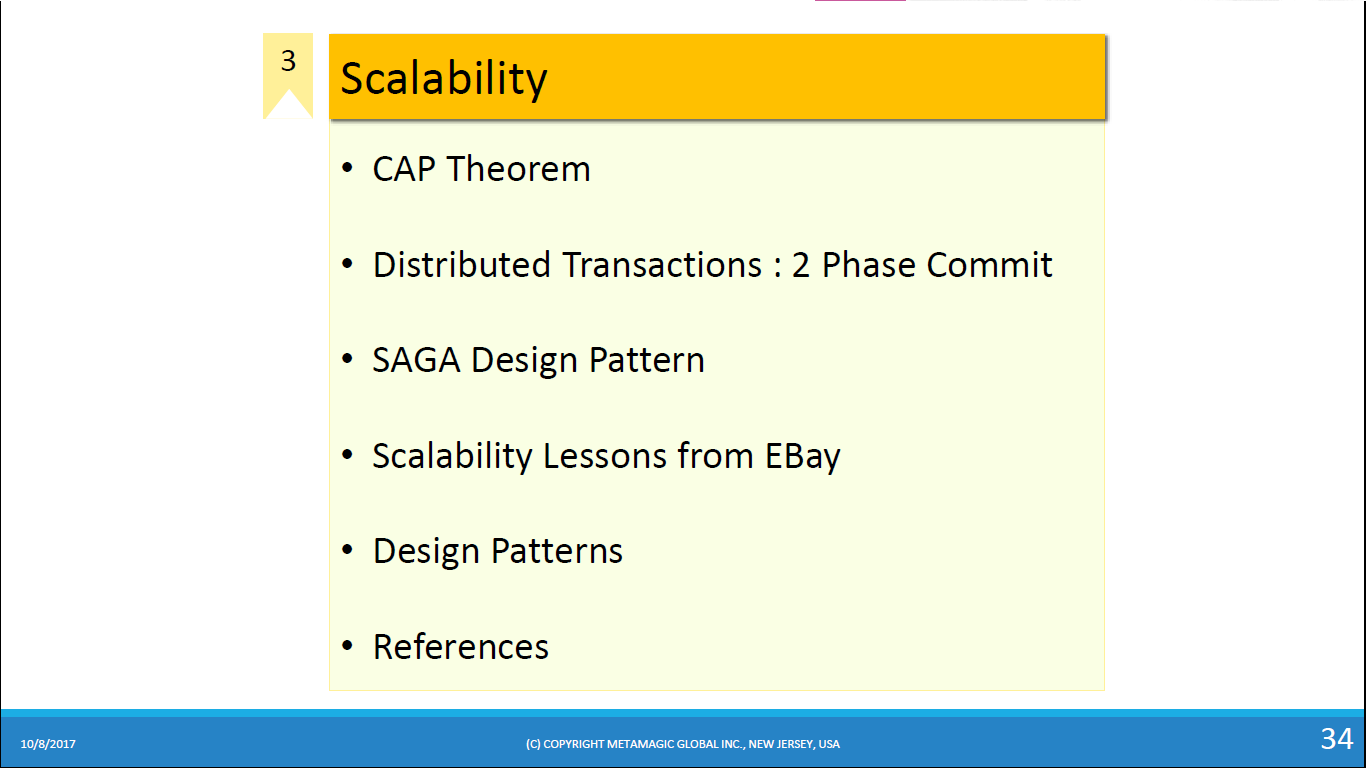 3
Scalability
• CAP Theorem
• Distributed Transactions : 2 Phase Commit
• SAGA Design Pattern
• Scalability Lessons from EBay
• Design Patterns
• References
10/8/2017
(C) COPYRIGHT METAMAGIC GLOBAL INC., NEW JERSEY, USA
34